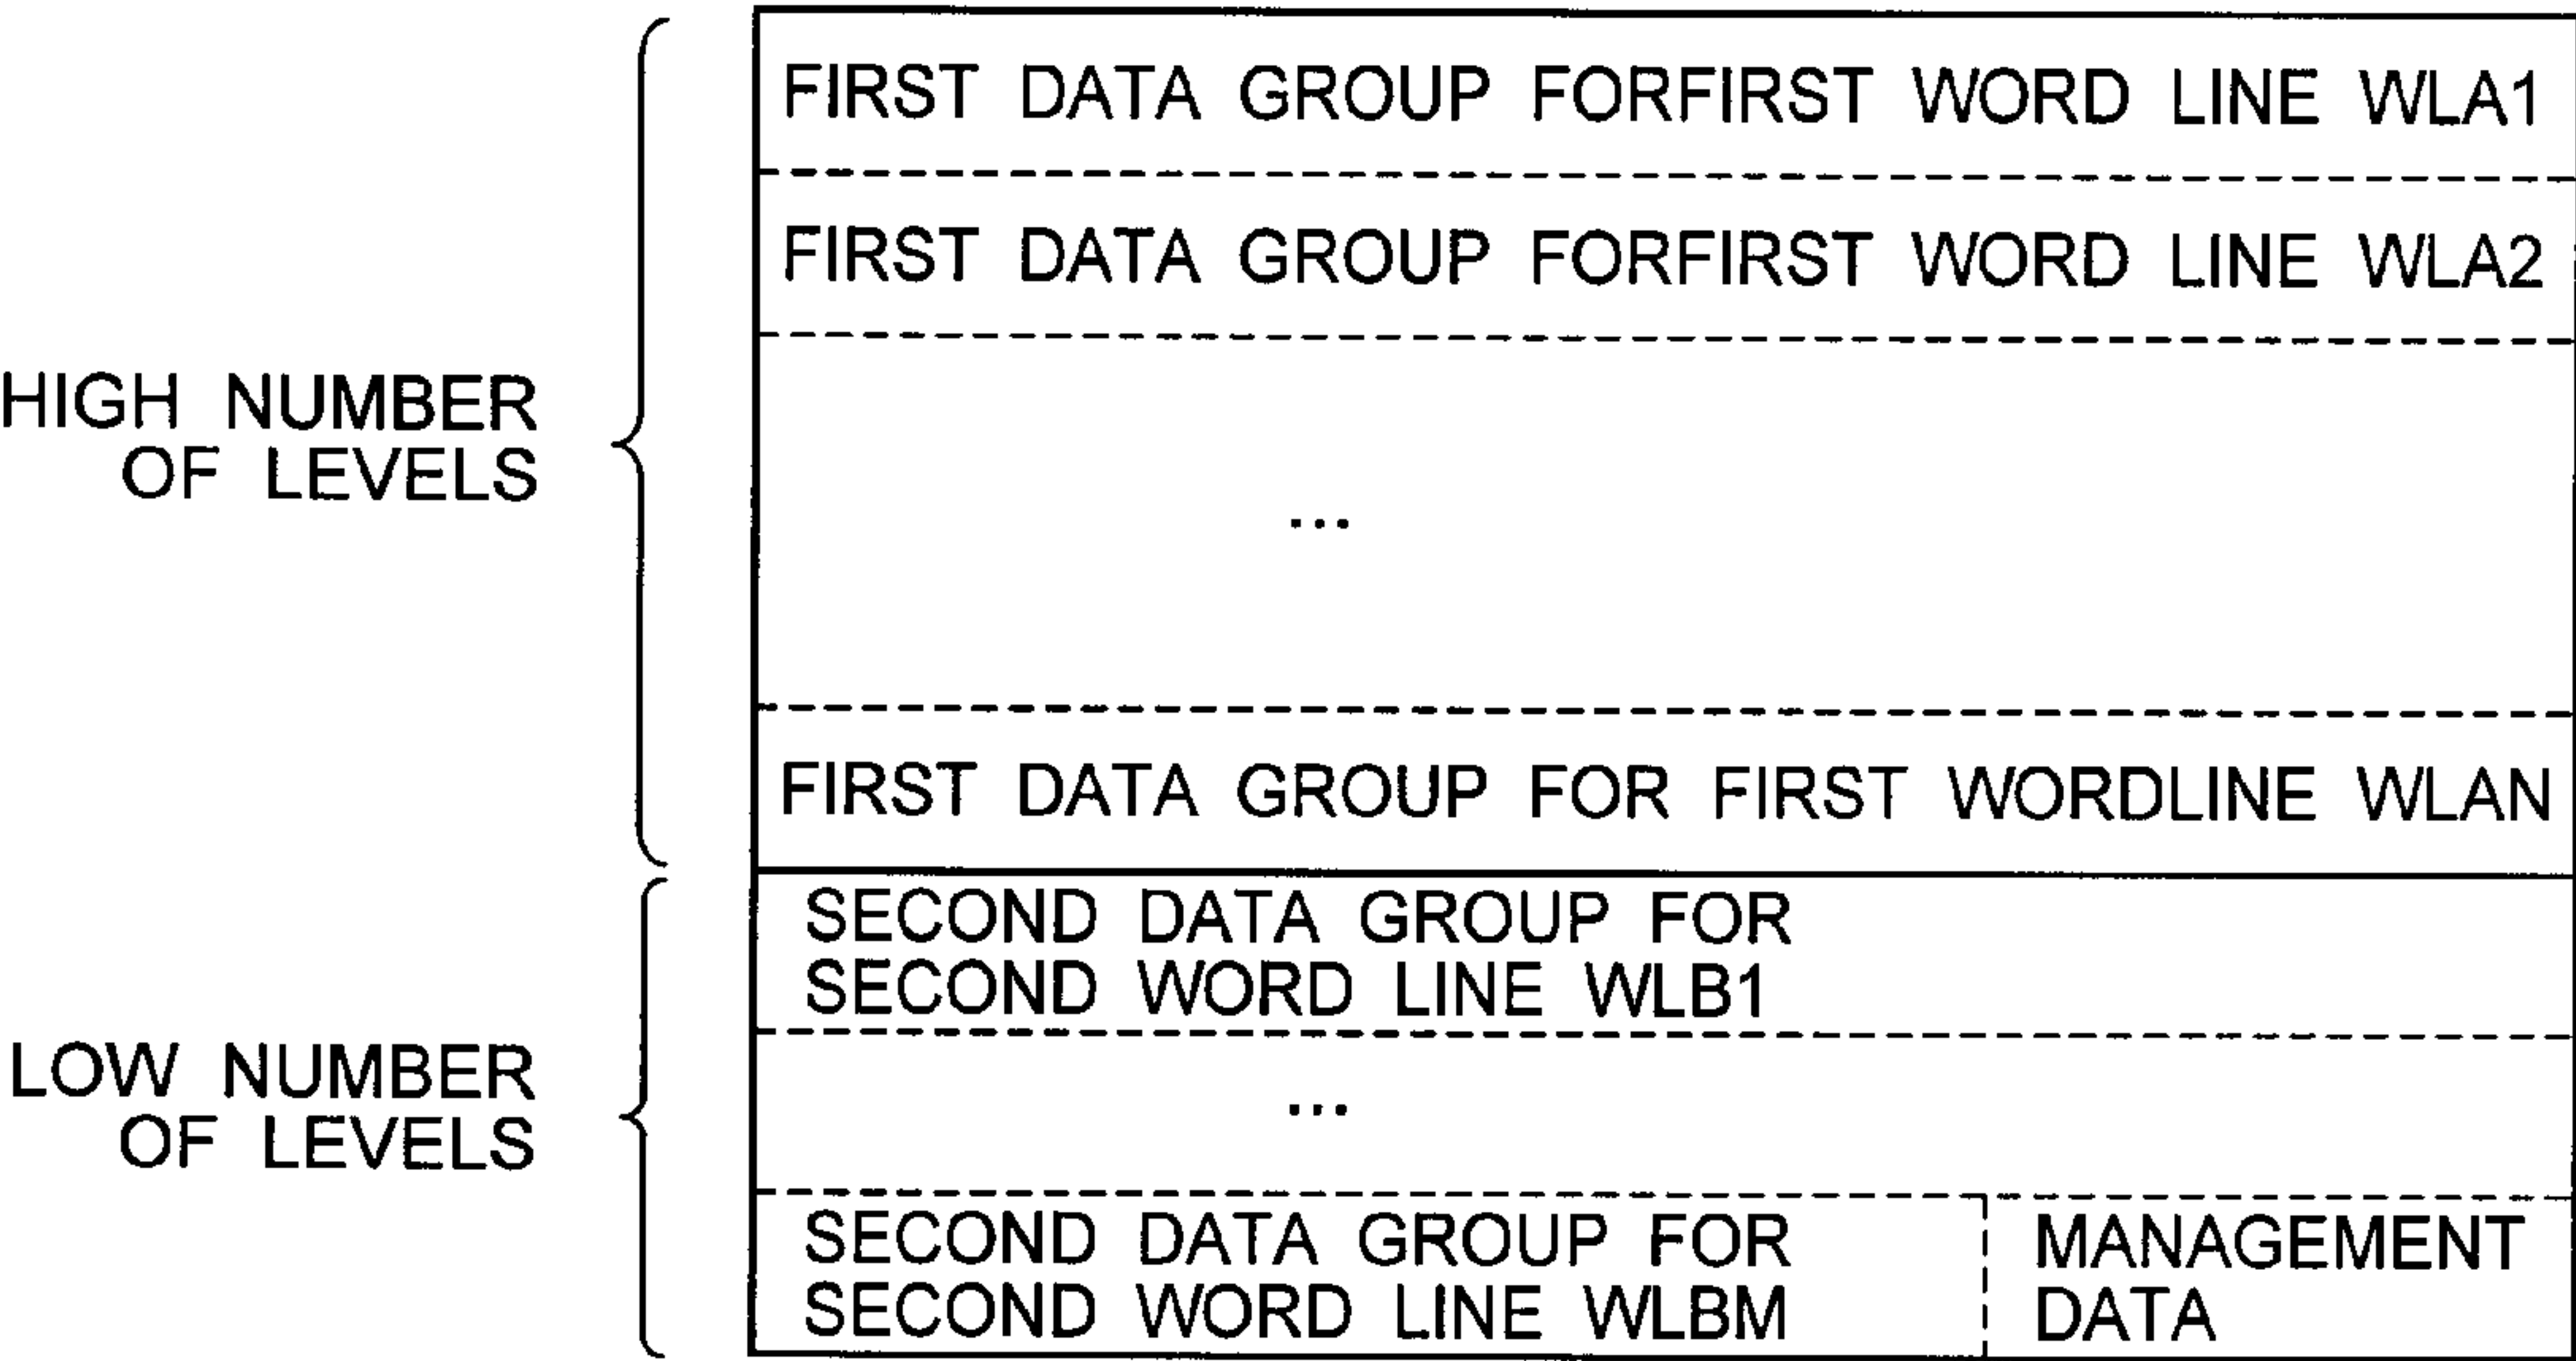 HIGH NUMBER
OF LEVELS
FIRST DATA GROUP FORFIRST WORD LINE WLA1
FIRST DATA GROUP FORFIRST WORD LINE WLA2
...
FIRST DATA GROUP FOR FIRST WORDLINE WLAN
LOW NUMBER
OF LEVELS
SECOND DATA GROUP FOR
SECOND WORD LINE WLB1
...
SECOND DATA GROUP FOR
SECOND WORD LINE WLBM
MANAGEMENT
DATA